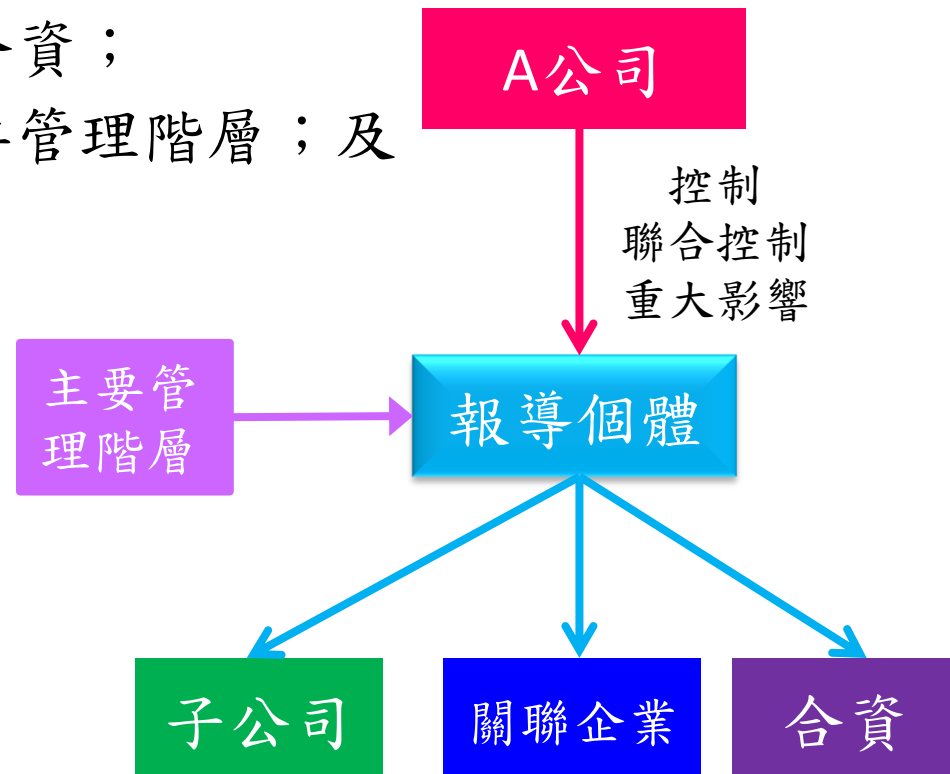 合資；
管理階層；及
A公司
控制
聯合控制
重大影響
主要管
理階層
報導個體
子公司
關聯企業
合資